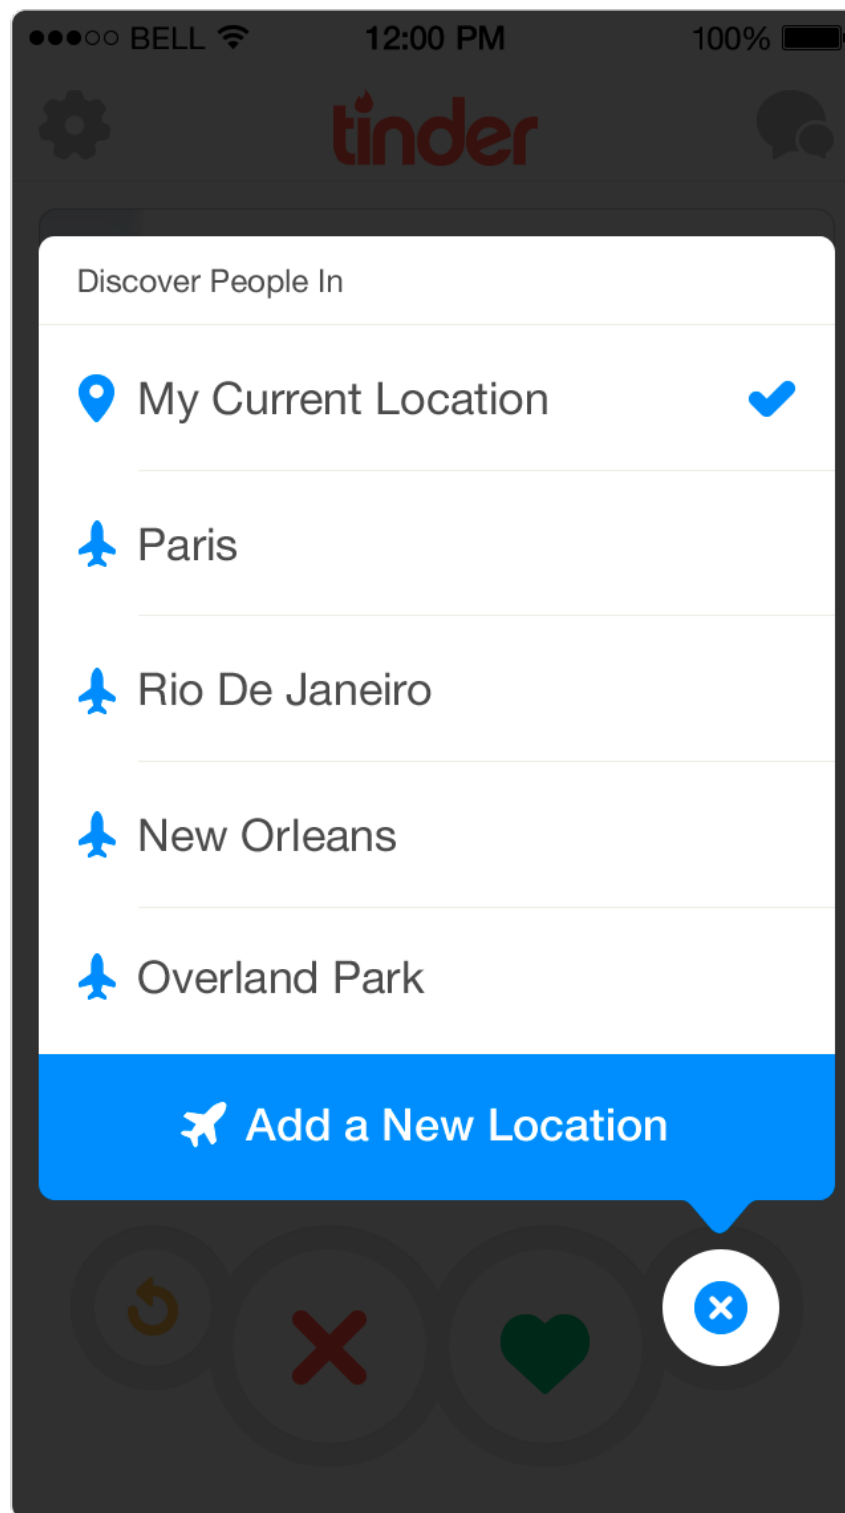 BELL 12:00 PM 100%
tinder
Discover People In
My Current Location
Paris
Rio De Janeiro
New Orleans
Overland Park
Add a New Location